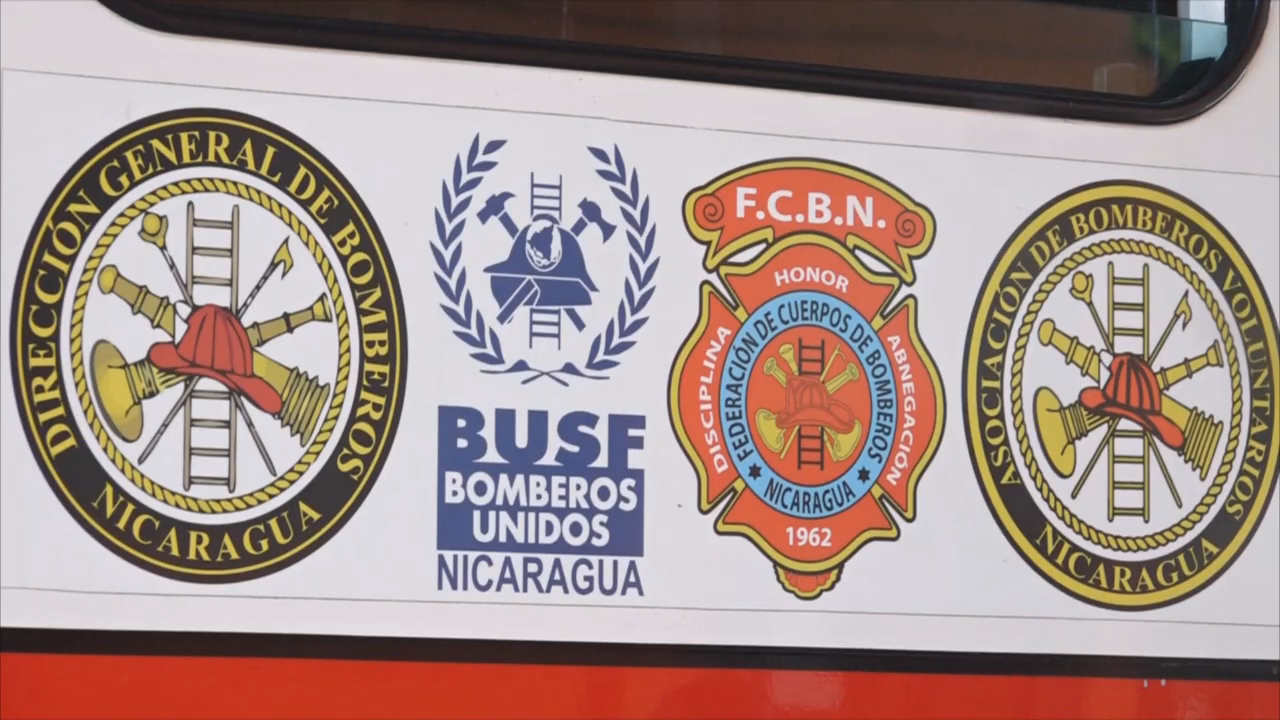 DIRECCIÓN GENERAL DE BOMBEROS
NICARAGUA
BUSF
BOMBEROS
UNIDOS
NICARAGUA
F.C.B.N.
HONOR
DISCIPLINA
ABNEGACIÓN
FEDERACIÓN DE CUERPOS DE BOMBEROS
NICARAGUA
1962
ASOCIACION DE BOMBEROS VOLUNTARIOS
NICARAGUA